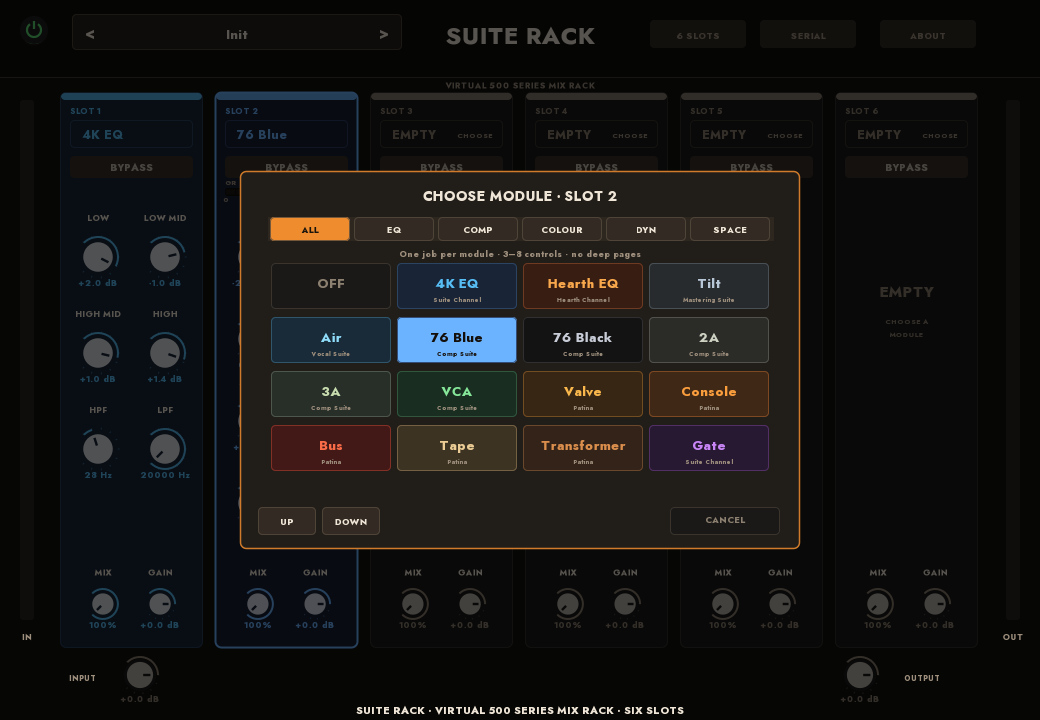 < Init >
SUITE RACK
6 SLOTS
SERIAL
ABOUT
VIRTUAL 500 SERIES MIX RACK
SLOT 1
SLOT 2
SLOT 3
SLOT 4
SLOT 5
SLOT 6
4K EQ
76 Blue
EMPTY CHOOSE
EMPTY CHOOSE
EMPTY CHOOSE
EMPTY CHOOSE
BYPASS
BYPASS
BYPASS
BYPASS
BYPASS
BYPASS
GR
LOW
LOW MID
+2.0 dB
-1.0 dB
HIGH MID
HIGH
+1.0 dB
+1.4 dB
HPF
LPF
28 Hz
20000 Hz
CHOOSE MODULE · SLOT 2
ALL
EQ
COMP
COLOUR
DYN
SPACE
One job per module · 3–8 controls · no deep pages
OFF
4K EQ
Suite Channel
Hearth EQ
Hearth Channel
Tilt
Mastering Suite
Air
Vocal Suite
76 Blue
Comp Suite
76 Black
Comp Suite
2A
Comp Suite
3A
Comp Suite
VCA
Comp Suite
Valve
Patina
Console
Patina
Bus
Patina
Tape
Patina
Transformer
Patina
Gate
Suite Channel
UP
DOWN
CANCEL
EMPTY
CHOOSE A
MODULE
MIX
GAIN
MIX
GAIN
MIX
GAIN
MIX
GAIN
MIX
GAIN
MIX
GAIN
100%
+0.0 dB
100%
+0.0 dB
100%
+0.0 dB
100%
+0.0 dB
100%
+0.0 dB
100%
+0.0 dB
IN
OUT
INPUT
+0.0 dB
+0.0 dB
OUTPUT
SUITE RACK · VIRTUAL 500 SERIES MIX RACK · SIX SLOTS